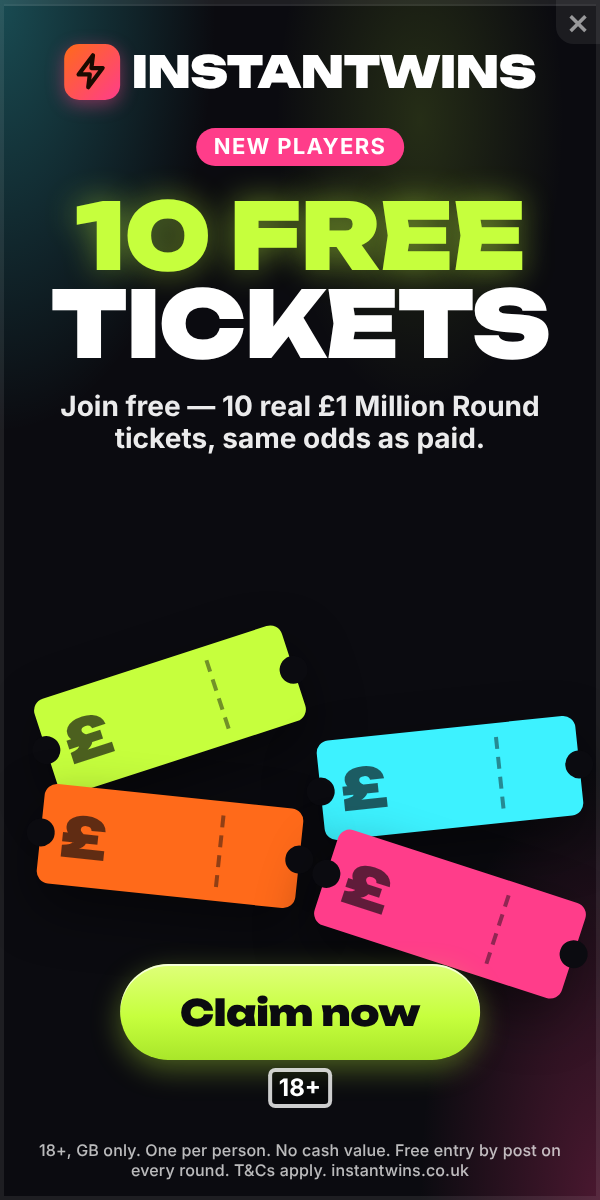 INSTANTWINS
NEW PLAYERS
10 FREE
TICKETS
Join free — 10 real £1 Million Round
tickets, same odds as paid.
£
£
£
£
Claim now
18+
18+, GB only. One per person. No cash value. Free entry by post on
every round. T&Cs apply. instantwins.co.uk